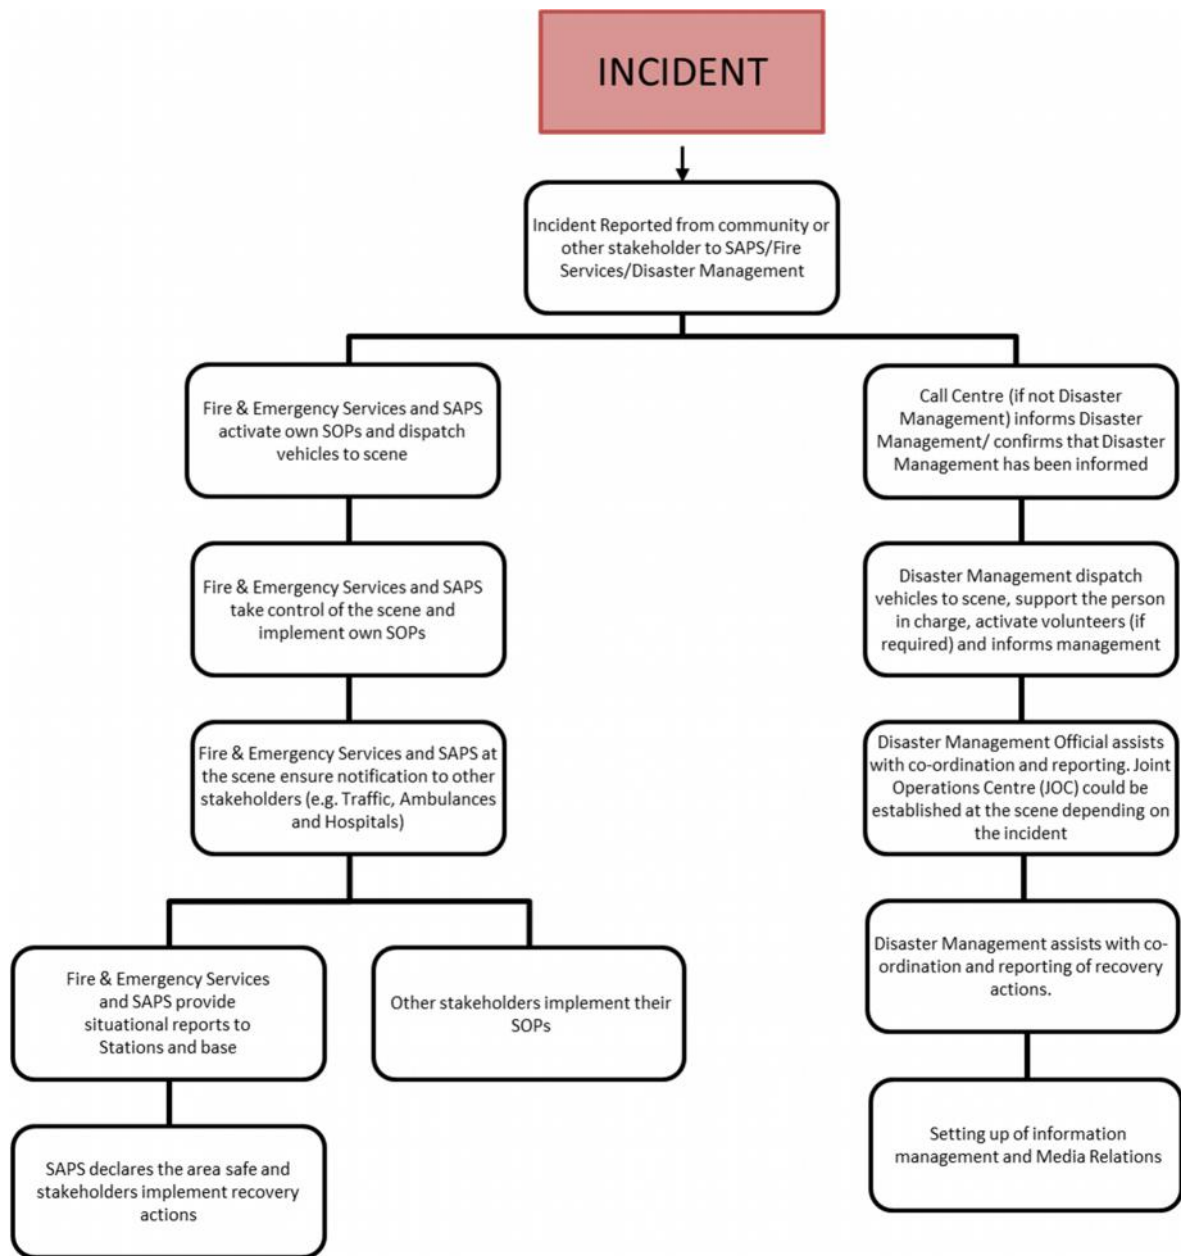 INCIDENT
Incident Reported from community or
other stakeholder to SAPS/Fire
Services/Disaster Management
Fire & Emergency Services and SAPS
activate own SOPs and dispatch
vehicles to scene
Call Centre (if not Disaster
Management) informs Disaster
Management/ confirms that Disaster
Management has been informed
Fire & Emergency Services and SAPS
take control of the scene and
implement own SOPs
Disaster Management dispatch
vehicles to scene, support the person
in charge, activate volunteers (if
required) and informs management
Fire & Emergency Services and SAPS at
the scene ensure notification to other
stakeholders (e.g. Traffic, Ambulances
and Hospitals)
Disaster Management Official assists
with co-ordination and reporting. Joint
Operations Centre (JOC) could be
established at the scene depending on
the incident
Fire & Emergency Services
and SAPS provide
situational reports to
Stations and base
Other stakeholders implement their
SOPs
Disaster Management assists with co-
ordination and reporting of recovery
actions.
SAPS declares the area safe and
stakeholders implement recovery
actions
Setting up of information
management and Media Relations